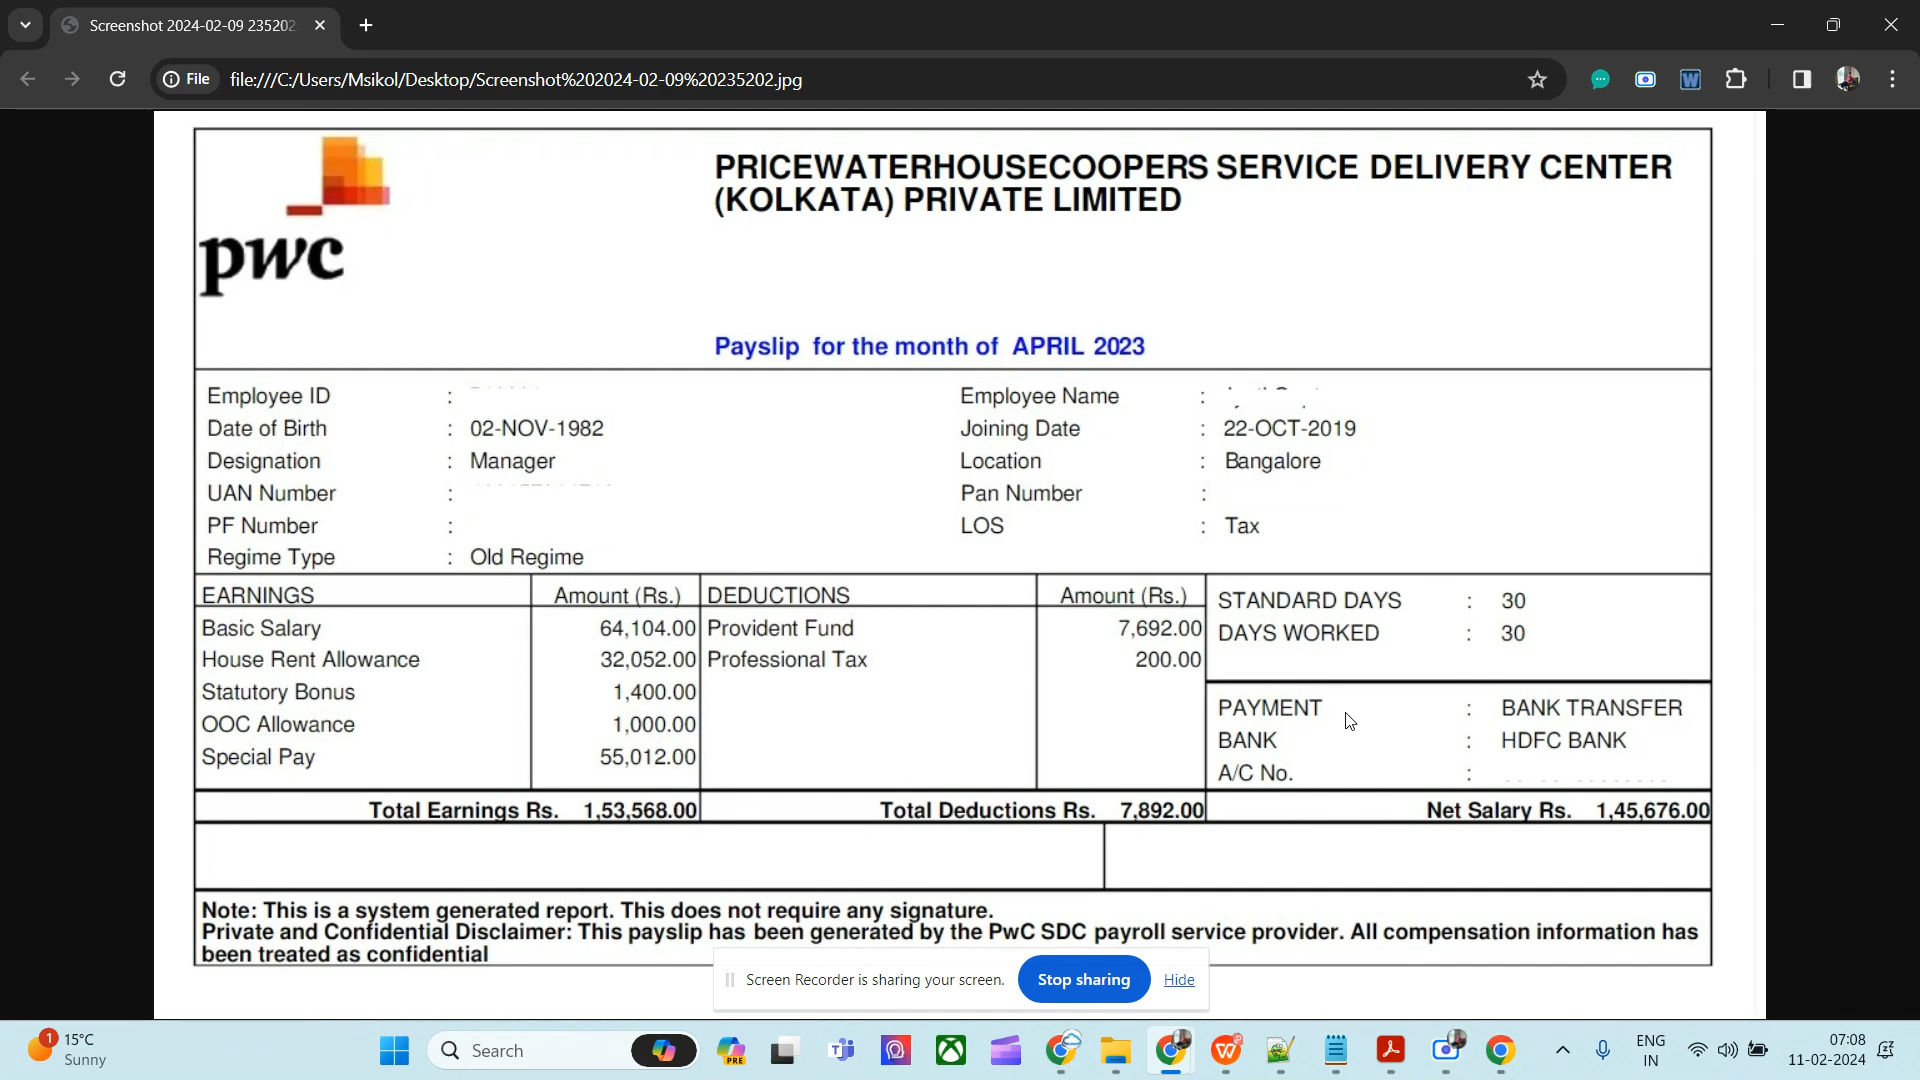 Screenshot 2024-02-09 235202
File
file:///C:/Users/Msikol/Desktop/Screenshot%202024-02-09%20235202.jpg
pwc
PRICEWATERHOUSECOOPERS SERVICE DELIVERY CENTER
(KOLKATA) PRIVATE LIMITED
Payslip for the month of APRIL 2023
Employee ID : Employee Name :
Date of Birth : 02-NOV-1982 Joining Date : 22-OCT-2019
Designation : Manager Location : Bangalore
UAN Number : Pan Number :
PF Number : LOS : Tax
Regime Type : Old Regime
EARNINGS Amount (Rs.) DEDUCTIONS Amount (Rs.) STANDARD DAYS : 30
Basic Salary 64,104.00 Provident Fund 7,692.00 DAYS WORKED : 30
House Rent Allowance 32,052.00 Professional Tax 200.00
Statutory Bonus 1,400.00 PAYMENT : BANK TRANSFER
OOC Allowance 1,000.00 BANK : HDFC BANK
Special Pay 55,012.00 A/C No. :
Total Earnings Rs. 1,53,568.00 Total Deductions Rs. 7,892.00 Net Salary Rs. 1,45,676.00
Note: This is a system generated report. This does not require any signature.
Private and Confidential Disclaimer: This payslip has been generated by the PwC SDC payroll service provider. All compensation information has
been treated as confidential
Screen Recorder is sharing your screen. Stop sharing Hide
1 15°C
Sunny
Search
PRE
ENG
IN
07:08
11-02-2024